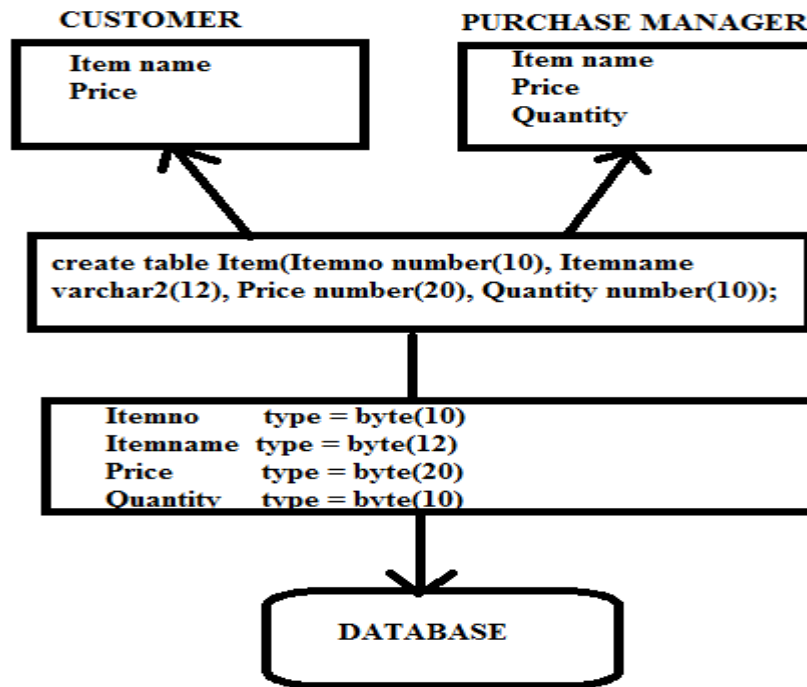 CUSTOMER
PURCHASE MANAGER
Item name
Price
Item name
Price
Quantity
create table Item(Itemno number(10), Itemname
varchar2(12), Price number(20), Quantity number(10));
Itemno type = byte(10)
Itemname type = byte(12)
Price type = byte(20)
Quantity type = byte(10)
DATABASE